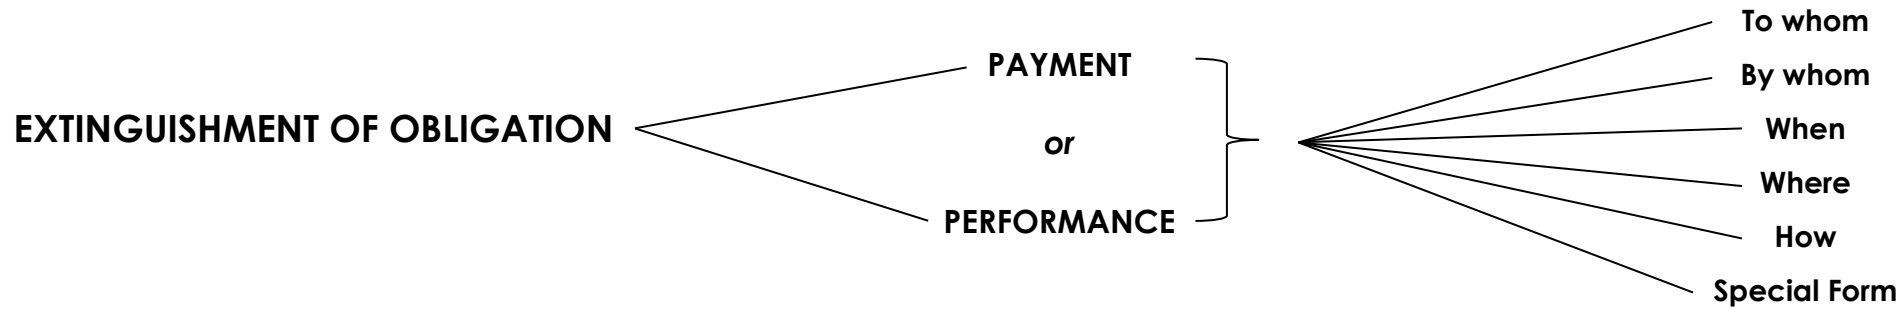 EXTINGUISHMENT OF OBLIGATION
PAYMENT
or
PERFORMANCE
To whom
By whom
When
Where
How
Special Form